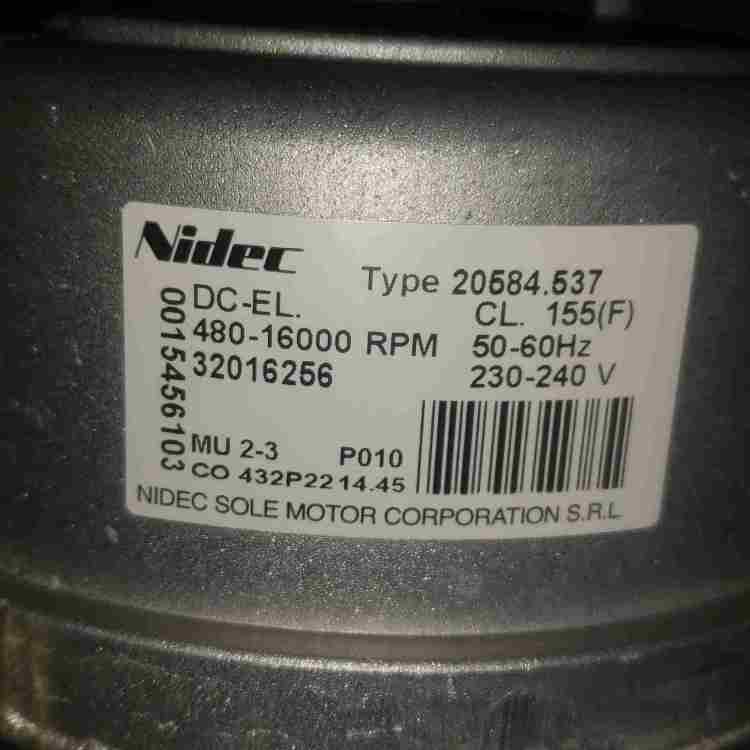 Nidec
Type 20584.537
DC-EL.
CL. 155(F)
480-16000 RPM
50-60Hz
32016256
230-240 V
0015456103
MU 2-3
P010
CO 432P22 14.45
NIDEC SOLE MOTOR CORPORATION S.R.L